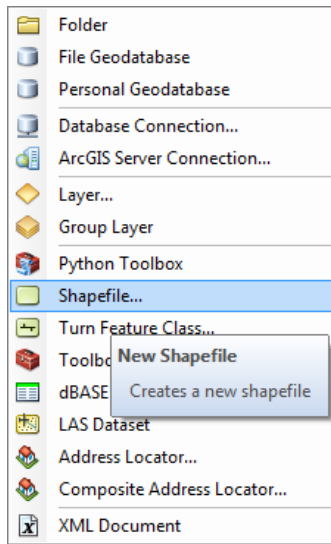 Folder
File Geodatabase
Personal Geodatabase
Database Connection...
ArcGIS Server Connection...
Layer...
Group Layer
Python Toolbox
Shapefile...
Turn Feature Class...
Toolbo
New Shapefile
dBASE
Creates a new shapefile
LAS Dataset
Address Locator...
Composite Address Locator...
XML Document